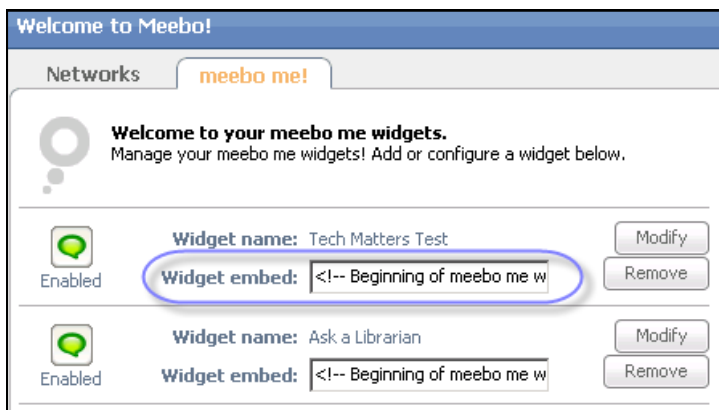 Welcome to Meebo!
Networks meebo me!
Welcome to your meebo me widgets.
Manage your meebo me widgets! Add or configure a widget below.
Widget name: Tech Matters Test Modify
Enabled Widget embed: <!-- Beginning of meebo me w Remove
Widget name: Ask a Librarian Modify
Enabled Widget embed: <!-- Beginning of meebo me w Remove